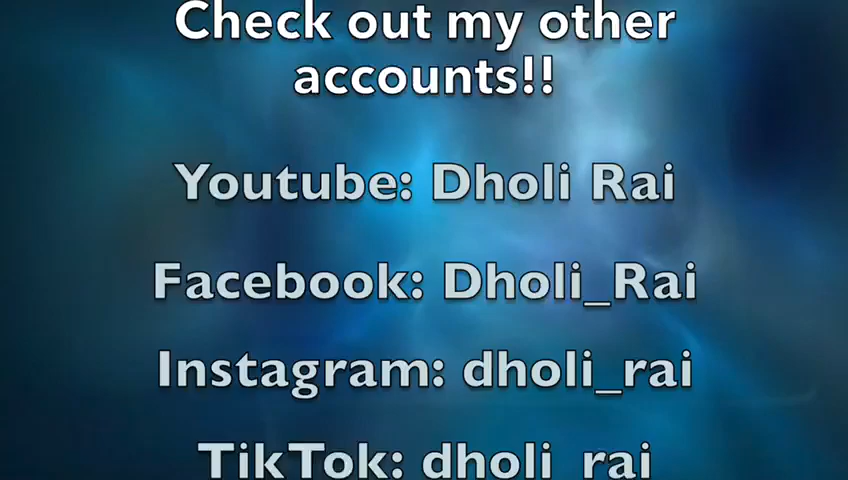 Check out my other
accounts!!
Youtube: Dholi Rai
Facebook: Dholi_Rai
Instagram: dholi_rai
TikTok: dholi_rai